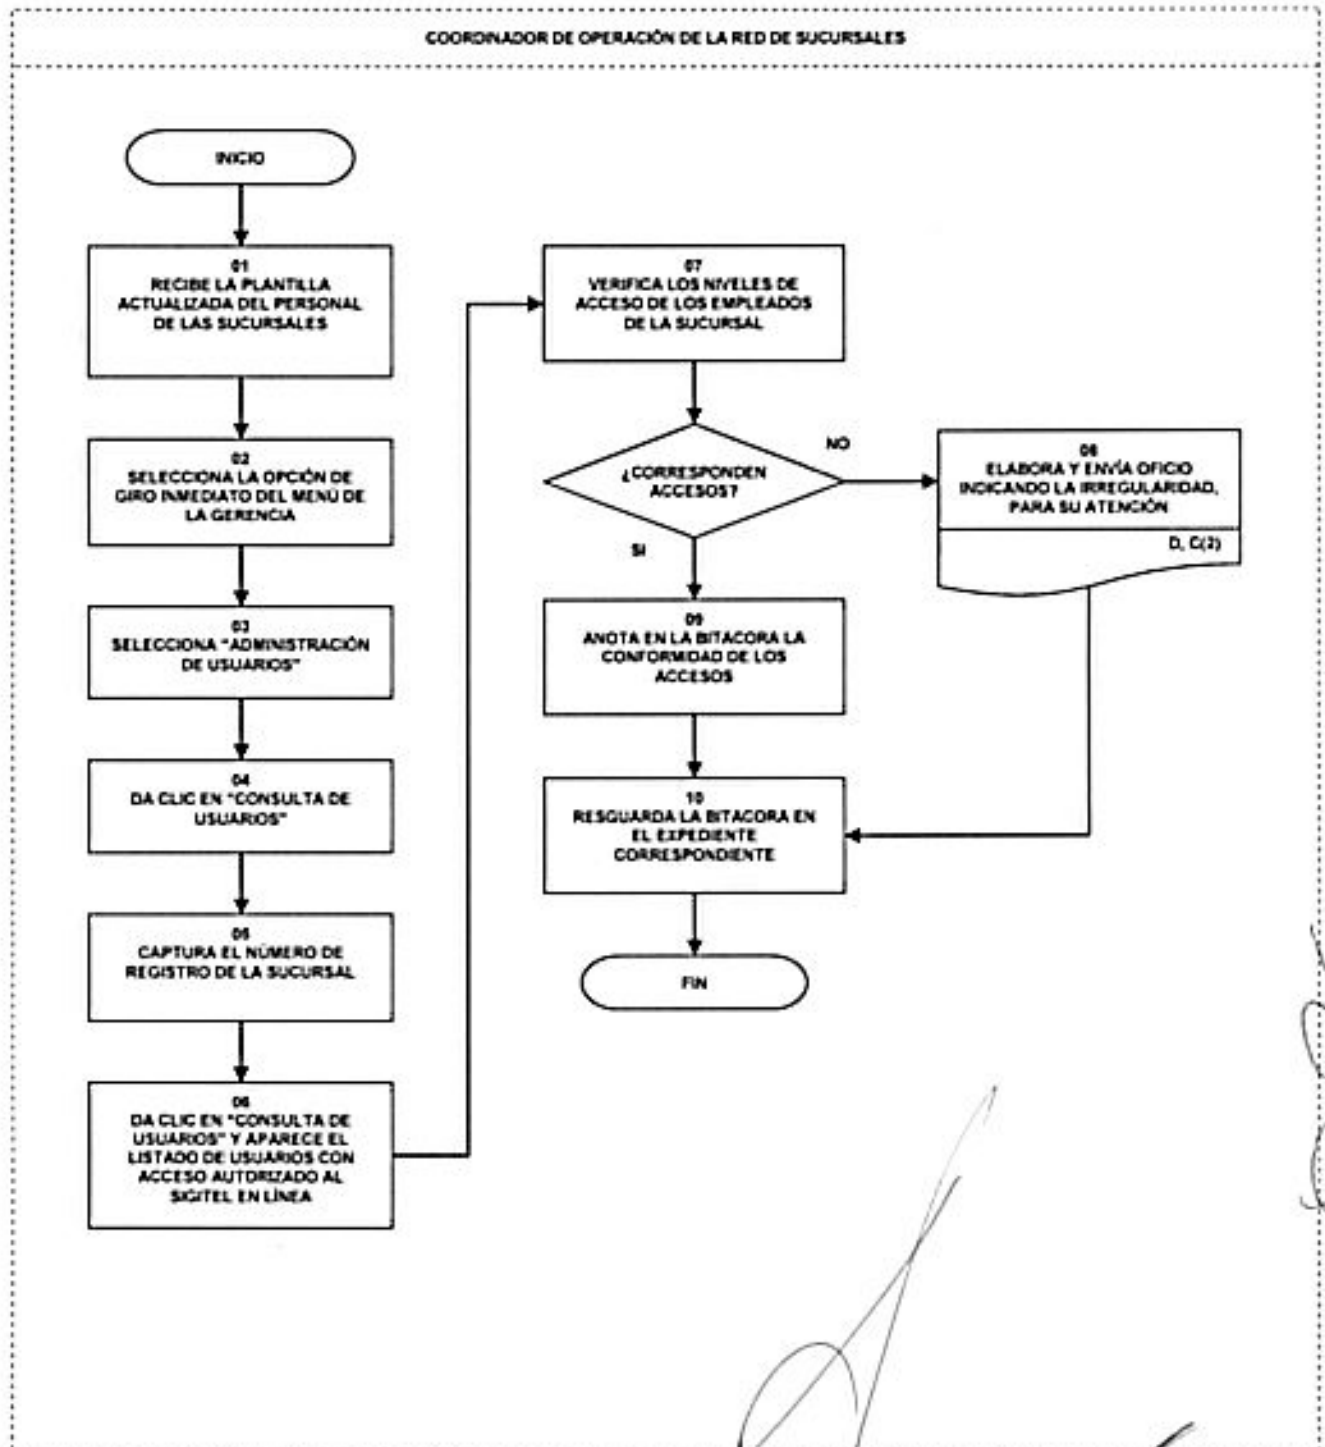 COORDINADOR DE OPERACIÓN DE LA RED DE SUCURSALES
INICIO
01
RECIBE LA PLANTILLA
ACTUALIZADA DEL PERSONAL
DE LAS SUCURSALES
02
SELECCIONA LA OPCIÓN DE
GIRO INMEDIATO DEL MENÚ DE
LA GERENCIA
03
SELECCIONA "ADMINISTRACIÓN
DE USUARIOS"
04
DA CLIC EN "CONSULTA DE
USUARIOS"
05
CAPTURA EL NÚMERO DE
REGISTRO DE LA SUCURSAL
06
DA CLIC EN "CONSULTA DE
USUARIOS" Y APARECE EL
LISTADO DE USUARIOS CON
ACCESO AUTORIZADO AL
SIGITEL EN LÍNEA
07
VERIFICA LOS NIVELES DE
ACCESO DE LOS EMPLEADOS
DE LA SUCURSAL
¿CORRESPONDEN
ACCESOS?
NO
SI
08
ELABORA Y ENVÍA OFICIO
INDICANDO LA IRREGULARIDAD,
PARA SU ATENCIÓN
D, C(2)
09
ANOTA EN LA BITACORA LA
CONFORMIDAD DE LOS
ACCESOS
10
RESGUARDA LA BITACORA EN
EL EXPEDIENTE
CORRESPONDIENTE
FIN